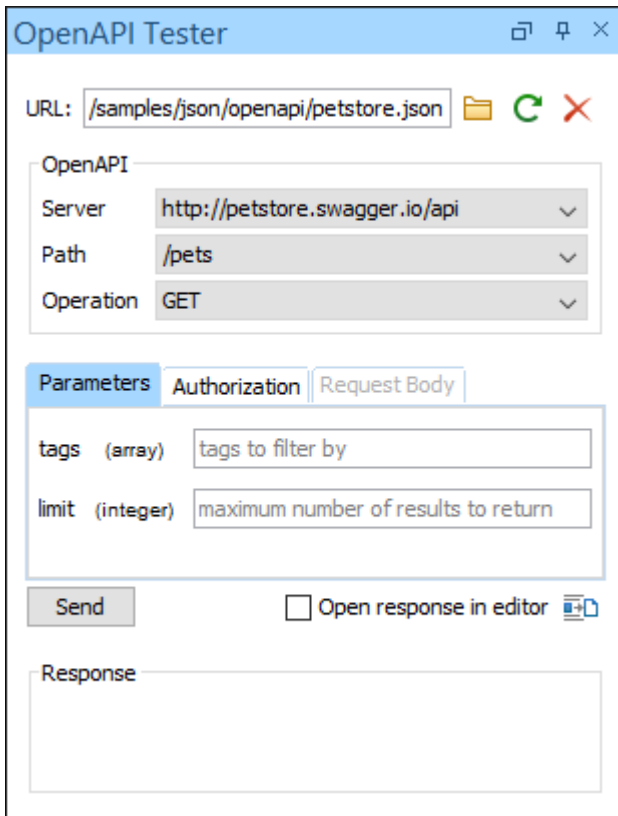 OpenAPI Tester
URL: /samples/json/openapi/petstore.json
OpenAPI
Server http://petstore.swagger.io/api
Path /pets
Operation GET
Parameters Authorization Request Body
tags (array) tags to filter by
limit (integer) maximum number of results to return
Send Open response in editor
Response